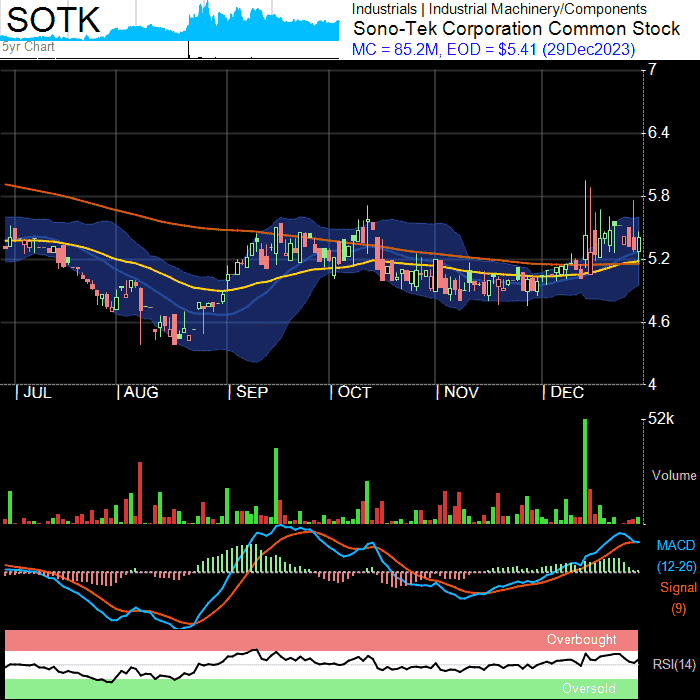 SOTK
Industrials | Industrial Machinery/Components
Sono-Tek Corporation Common Stock
5yr Chart
MC = 85.2M, EOD = $5.41 (29Dec2023)
7
6.4
5.8
5.2
4.6
4
| JUL | AUG | SEP | OCT | NOV | DEC
52k
Volume
MACD
(12-26)
Signal
(9)
Overbought
RSI(14)
Oversold